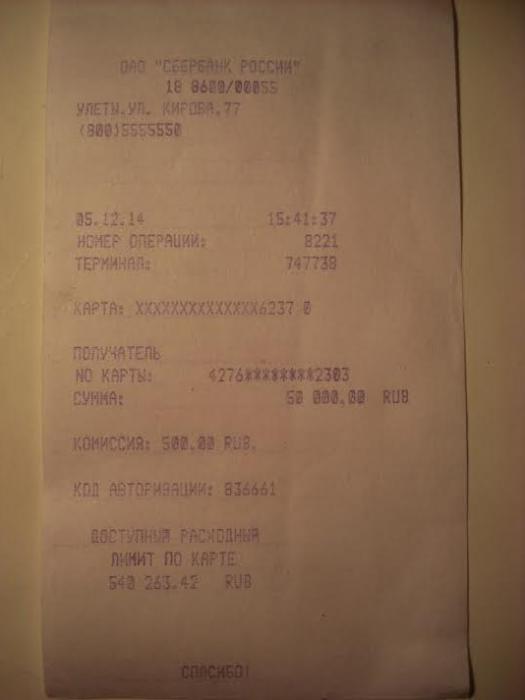 ОАО "СБЕРБАНК РОССИИ"
18 8600/00055
УЛЕТЫ.УЛ. КИРОВА,77
(800)5555550
05.12.14 15:41:37
НОМЕР ОПЕРАЦИИ: 8221
ТЕРМИНАЛ: 747738
КАРТА: XXXXXXXXXXXXXX6237 0
ПОЛУЧАТЕЛЬ
NO КАРТЫ: 4276********2303
СУММА: 50 000.00 RUB
КОМИССИЯ: 500.00 RUB.
КОД АВТОРИЗАЦИИ: 836661
ДОСТУПНЫЙ РАСХОДНЫЙ
ЛИМИТ ПО КАРТЕ
540 263.42 RUB
СПАСИБО!